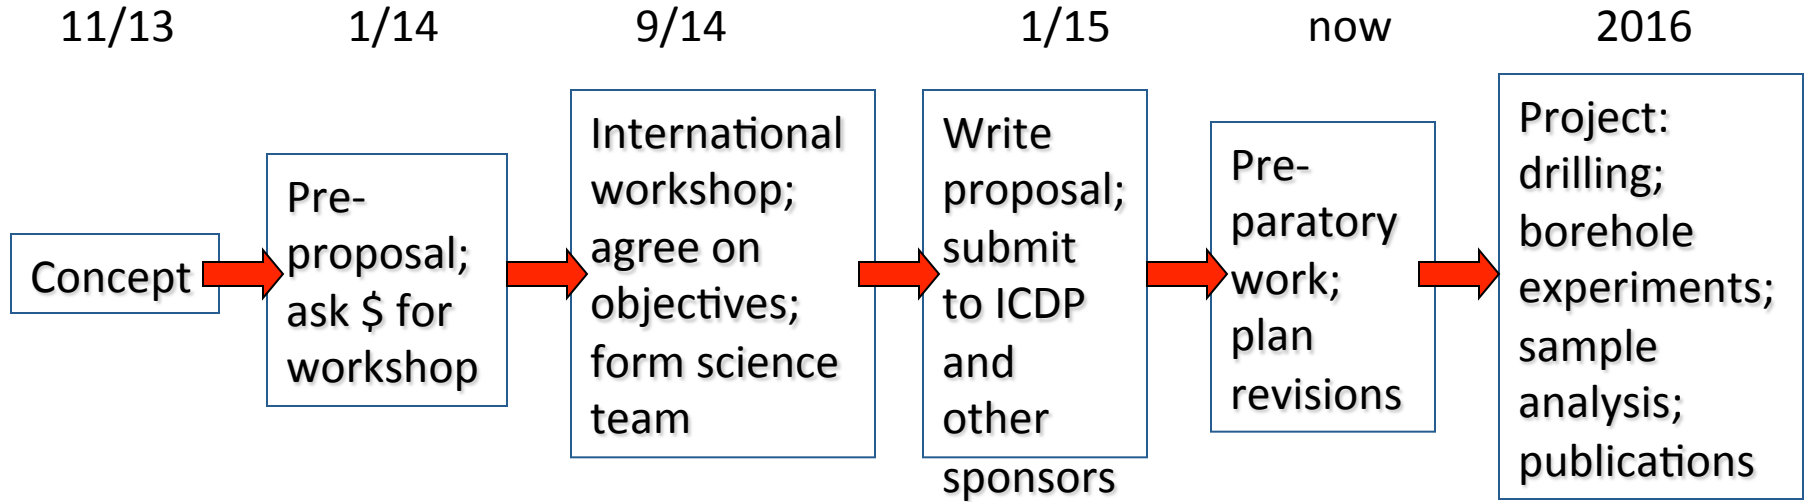 11/13
1/14
9/14
1/15
now
2016
Concept
Pre-
proposal;
ask $ for
workshop
International
workshop;
agree on
objectives;
form science
team
Write
proposal;
submit
to ICDP
and
other
sponsors
Pre-
paratory
work;
plan
revisions
Project:
drilling;
borehole
experiments;
sample
analysis;
publications